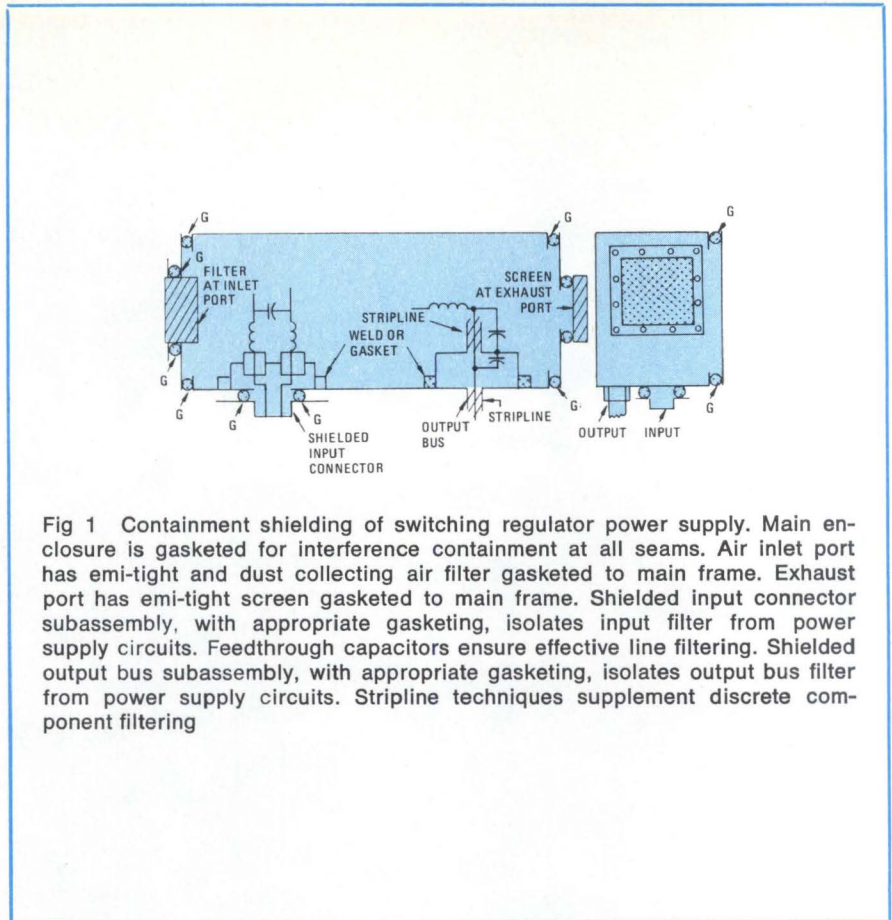 G
G
G
G
FILTER
AT INLET
PORT
SCREEN
AT EXHAUST
PORT
STRIPLINE
WELD OR
GASKET
G
G
G
G
G
G
SHIELDED
INPUT
CONNECTOR
OUTPUT
BUS
STRIPLINE
OUTPUT
INPUT
Fig 1 Containment shielding of switching regulator power supply. Main en-
closure is gasketed for interference containment at all seams. Air inlet port
has emi-tight and dust collecting air filter gasketed to main frame. Exhaust
port has emi-tight screen gasketed to main frame. Shielded input connector
subassembly, with appropriate gasketing, isolates input filter from power
supply circuits. Feedthrough capacitors ensure effective line filtering. Shielded
output bus subassembly, with appropriate gasketing, isolates output bus filter
from power supply circuits. Stripline techniques supplement discrete com-
ponent filtering